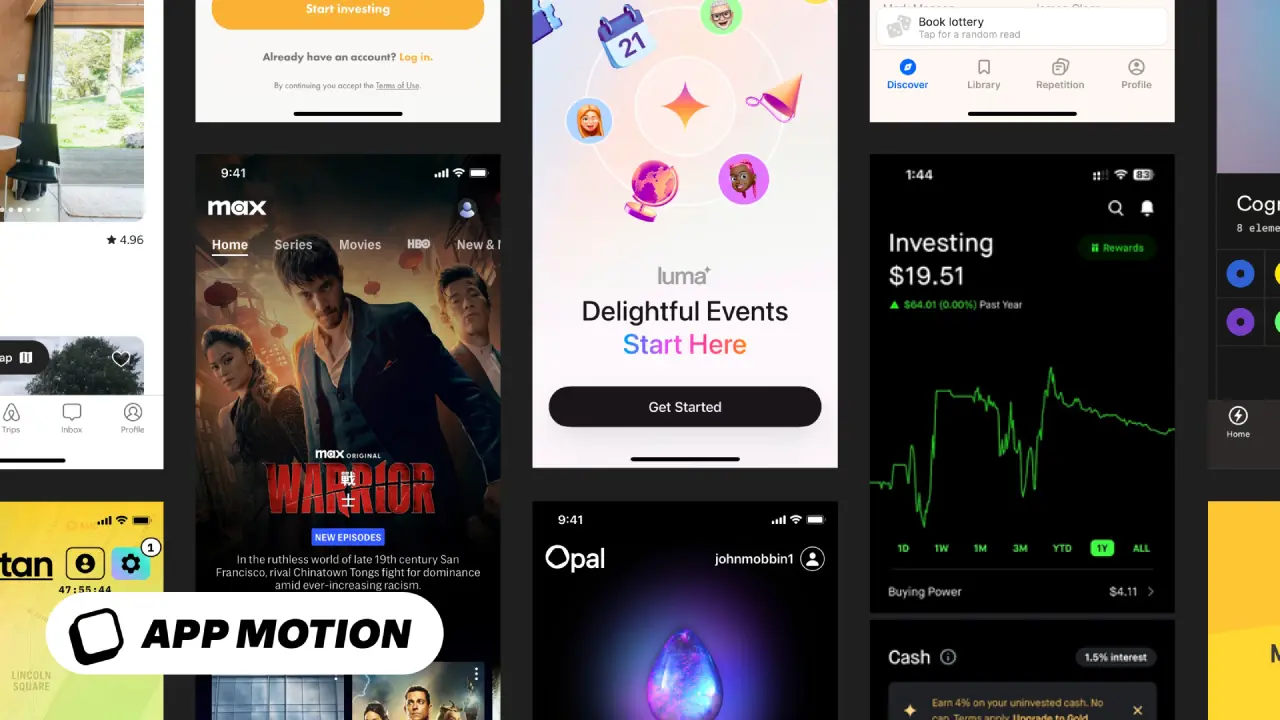 ★ 4.96
ap
Trips
Inbox
Profile
tan
1
47:55:44
LINCOLN
SQUARE
Start investing
Already have an account? Log in.
By continuing you accept the Terms of Use.
9:41
max
Home
Series
Movies
HBO
New &
max ORIGINAL
WARRIOR
戰
士
NEW EPISODES
In the ruthless world of late 19th century San
Francisco, rival Chinatown Tongs fight for dominance
amid ever-increasing racism.
APP MOTION
21
luma
Delightful Events
Start Here
Get Started
9:41
Opal
johnmobbin1
Book lottery
Tap for a random read
Discover
Library
Repetition
Profile
1:44
83
Investing
Rewards
$19.51
▲ $64.01 (0.00%) Past Year
1D
1W
1M
3M
YTD
1Y
ALL
Buying Power
$4.11
Cash
1.5% interest
Earn 4% on your uninvested cash. No
cap. Terms apply. Upgrade to Gold
Cogn
8 eleme
Home